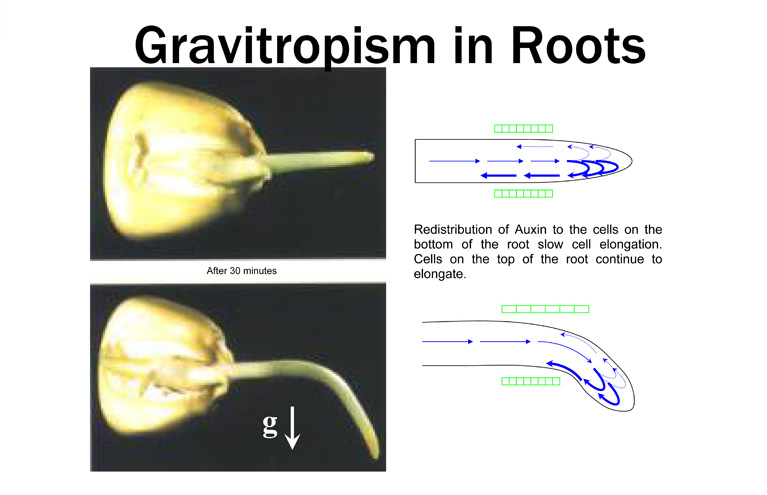 Gravitropism in Roots
After 30 minutes
g
Redistribution of Auxin to the cells on the
bottom of the root slow cell elongation.
Cells on the top of the root continue to
elongate.